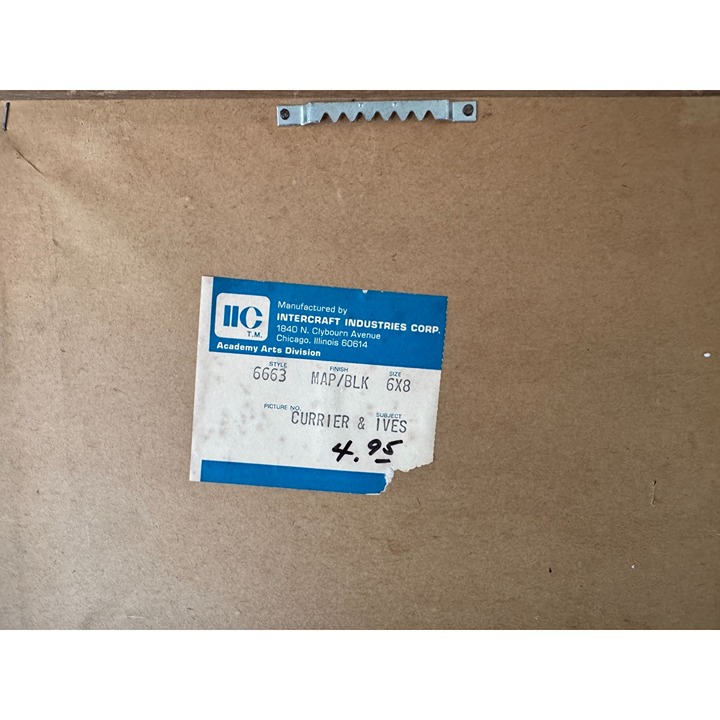 IIC
T.M.
Manufactured by
INTERCRAFT INDUSTRIES CORP.
1840 N. Clybourn Avenue
Chicago, Illinois 60614
Academy Arts Division
STYLE FINISH SIZE
6663 MAP/BLK 6X8
PICTURE NO. SUBJECT
CURRIER & IVES
4.95